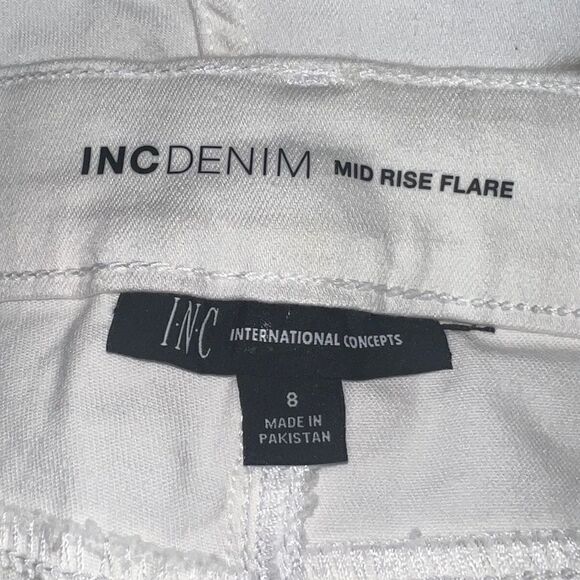 INCDENIM MID RISE FLARE
I·N·C INTERNATIONAL CONCEPTS
8
MADE IN
PAKISTAN